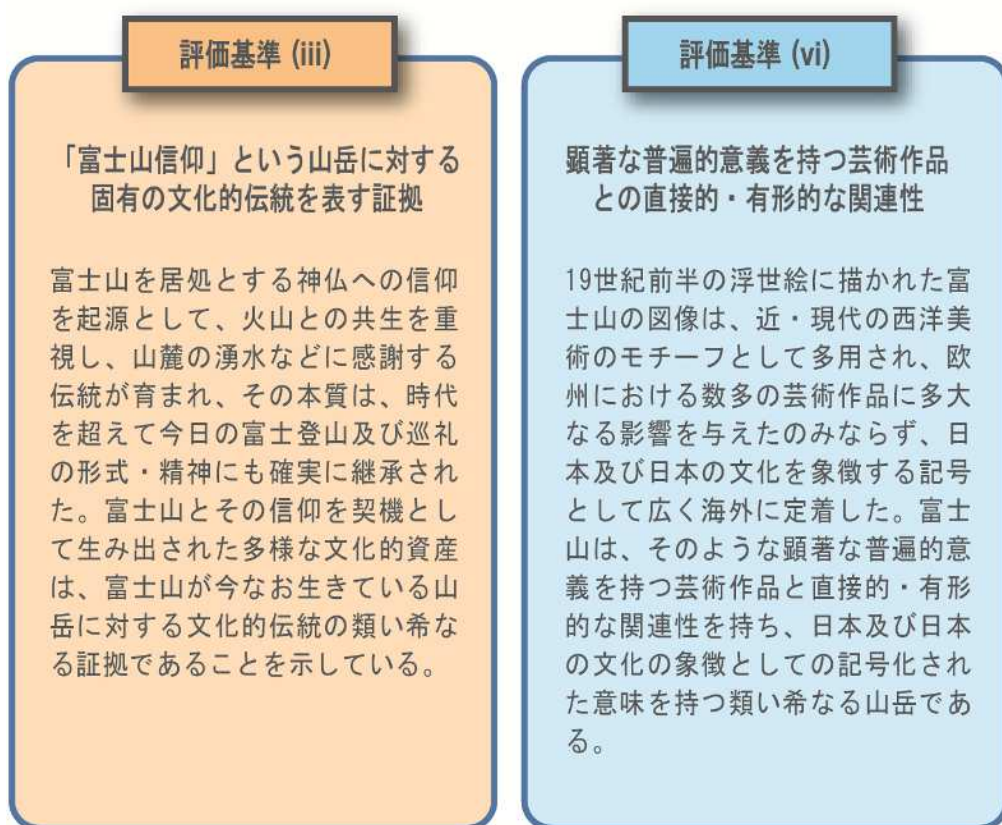 評価基準 (iii)
「富士山信仰」という山岳に対する
固有の文化的伝統を表す証拠
富士山を居処とする神仏への信仰
を起源として、火山との共生を重
視し、山麓の湧水などに感謝する
伝統が育まれ、その本質は、時代
を超えて今日の富士登山及び巡礼
の形式・精神にも確実に継承され
た。富士山とその信仰を契機とし
て生み出された多様な文化的資産
は、富士山が今なお生きている山
岳に対する文化的伝統の類い希な
る証拠であることを示している。
評価基準 (vi)
顕著な普遍的意義を持つ芸術作品
との直接的・有形的な関連性
19世紀前半の浮世絵に描かれた富
士山の図像は、近・現代の西洋美
術のモチーフとして多用され、欧
州における数多の芸術作品に多大
なる影響を与えたのみならず、日
本及び日本の文化を象徴する記号
として広く海外に定着した。富士
山は、そのような顕著な普遍的意
義を持つ芸術作品と直接的・有形
的な関連性を持ち、日本及び日本
の文化の象徴としての記号化され
た意味を持つ類い希なる山岳であ
る。